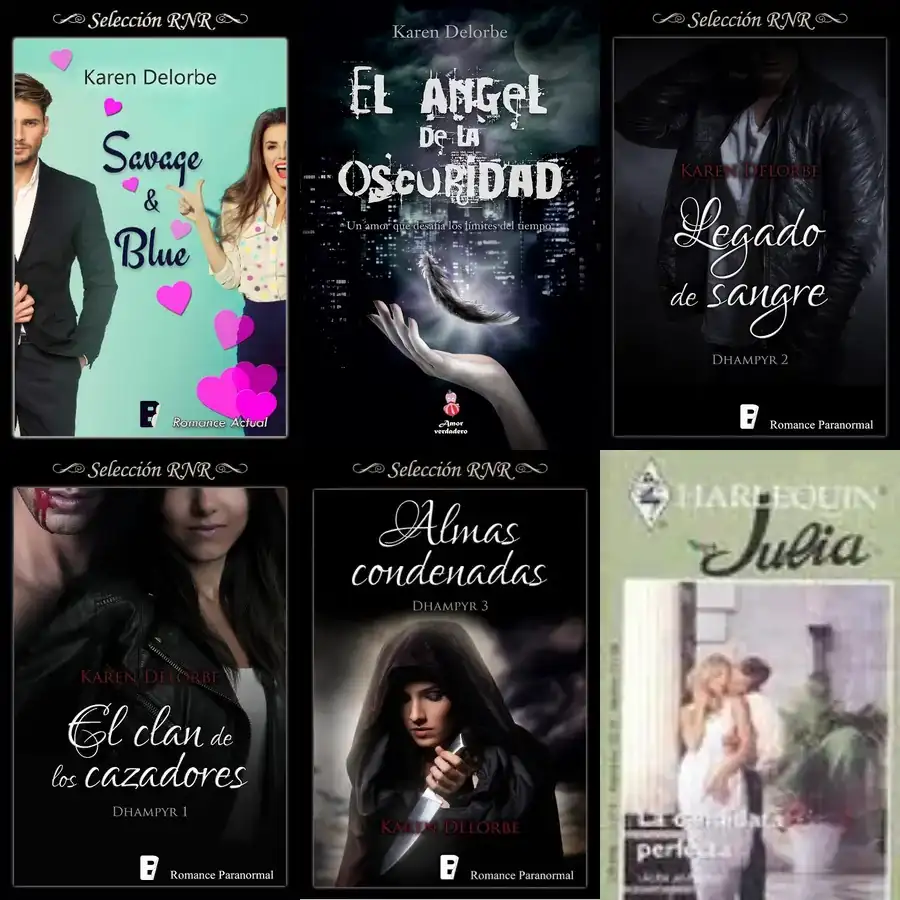 Selección RNR
Karen Delorbe
Savage
&
Blue
Romance Actual
Karen Delorbe
EL ANGEL
DE LA
OSCURIDAD
Un amor que desafía los límites del tiempo
Amor
verdadero
Selección RNR
KAREN DELORBE
Legado
de sangre
DHAMPYR 2
Romance Paranormal
Selección RNR
KAREN DELORBE
El clan de
los cazadores
DHAMPYR 1
B
Romance Paranormal
Selección RNR
Almas
condenadas
DHAMPYR 3
KAREN DELORBE
B
Romance Paranormal
HARLEQUIN
Julia
La candidata
perfecta